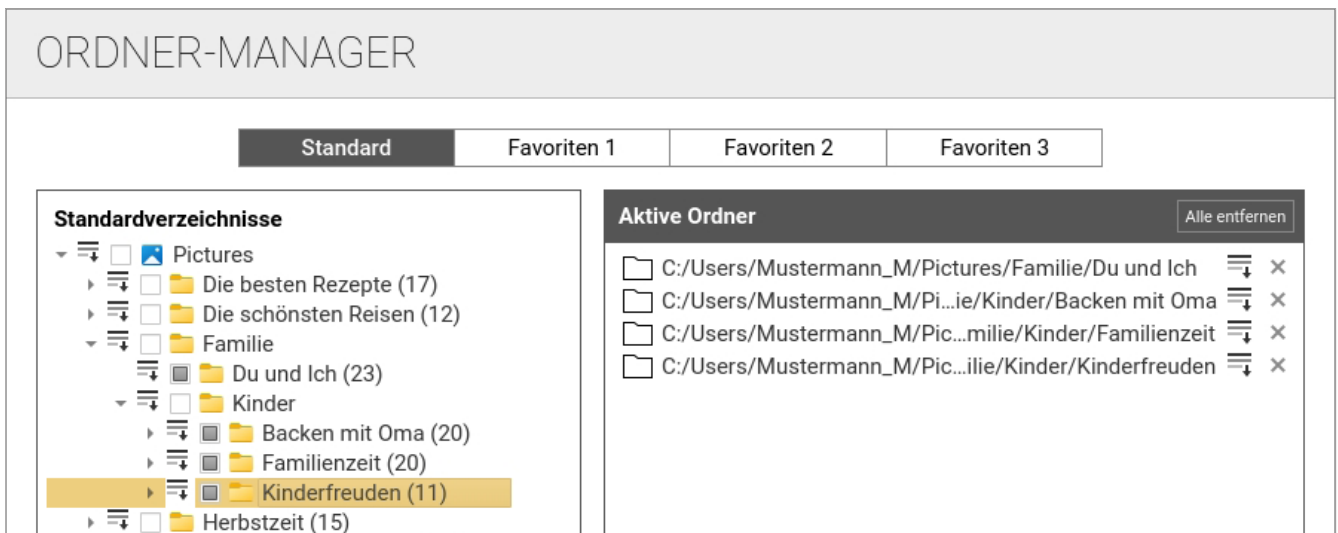 ORDNER-MANAGER
Standard
Favoriten 1
Favoriten 2
Favoriten 3
Standardverzeichnisse
Pictures
Die besten Rezepte (17)
Die schönsten Reisen (12)
Familie
Du und Ich (23)
Kinder
Backen mit Oma (20)
Familienzeit (20)
Kinderfreuden (11)
Herbstzeit (15)
Aktive Ordner
Alle entfernen
C:/Users/Mustermann_M/Pictures/Familie/Du und Ich
C:/Users/Mustermann_M/Pi...ie/Kinder/Backen mit Oma
C:/Users/Mustermann_M/Pic...milie/Kinder/Familienzeit
C:/Users/Mustermann_M/Pic...ilie/Kinder/Kinderfreuden